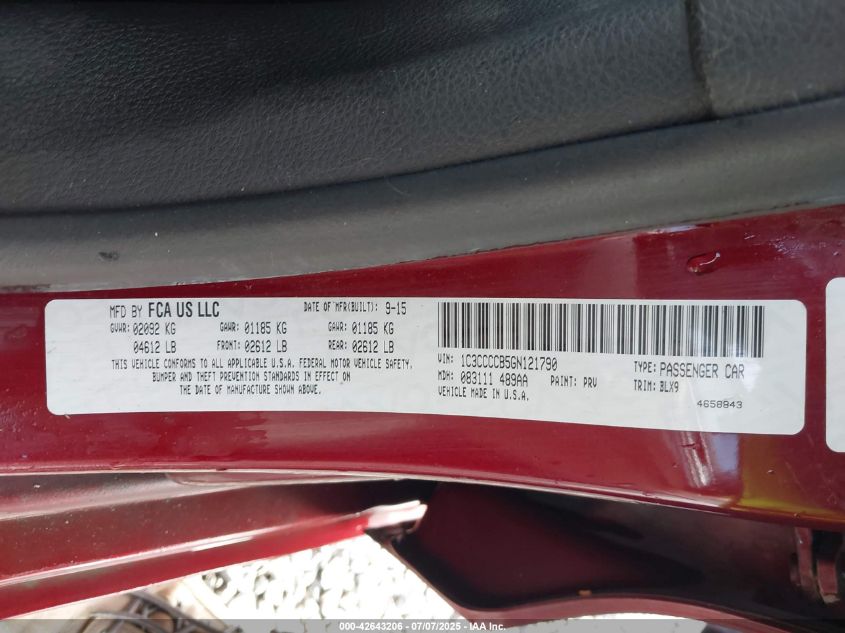 MFD BY FCA US LLC DATE OF MFR(BUILT): 9-15
GVWR: 02092 KG GAWR: 01185 KG GAWR: 01185 KG
04612 LB FRONT: 02612 LB REAR: 02612 LB
THIS VEHICLE CONFORMS TO ALL APPLICABLE U.S.A. FEDERAL MOTOR VEHICLE SAFETY,
BUMPER AND THEFT PREVENTION STANDARDS IN EFFECT ON
THE DATE OF MANUFACTURE SHOWN ABOVE.
VIN: 1C3CCCCB5GN121790 TYPE: PASSENGER CAR
MDH: 083111 489AA PAINT: PRV TRIM: BLX9
VEHICLE MADE IN U.S.A. 4658943
000-42643206 - 07/07/2025 - IAA Inc.